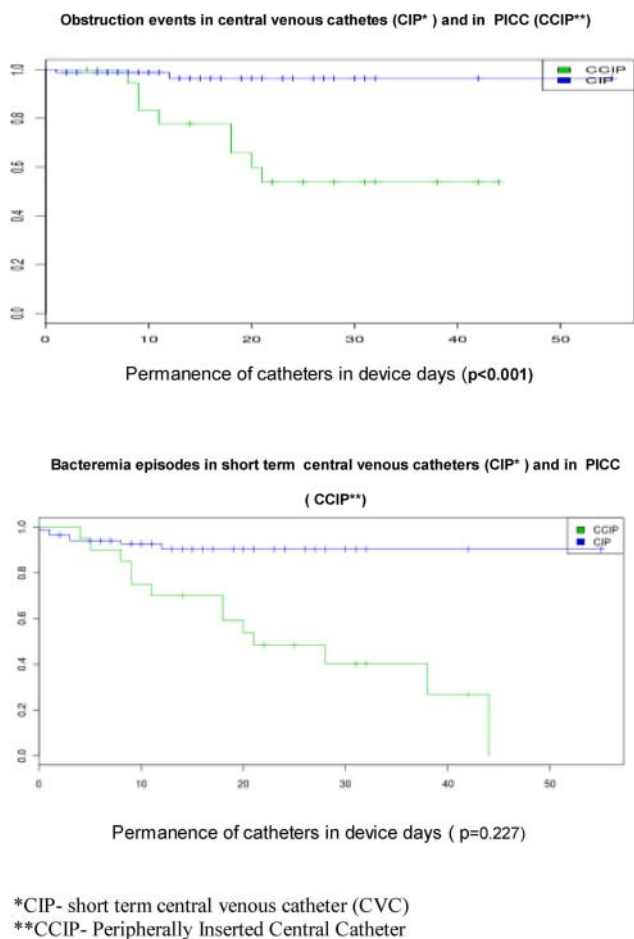 Obstruction events in central venous cathetes (CIP* ) and in PICC (CCIP**)
CCIP
CIP
1.0
0.8
0.6
0.4
0.2
0.0
0 10 20 30 40 50
Permanence of catheters in device days (p<0.001)
Bacteremia episodes in short term central venous catheters (CIP* ) and in PICC
( CCIP**)
CCIP
CIP
1.0
0.8
0.6
0.4
0.2
0.0
0 10 20 30 40 50
Permanence of catheters in device days ( p=0.227)
*CIP- short term central venous catheter (CVC)
**CCIP- Peripherally Inserted Central Catheter